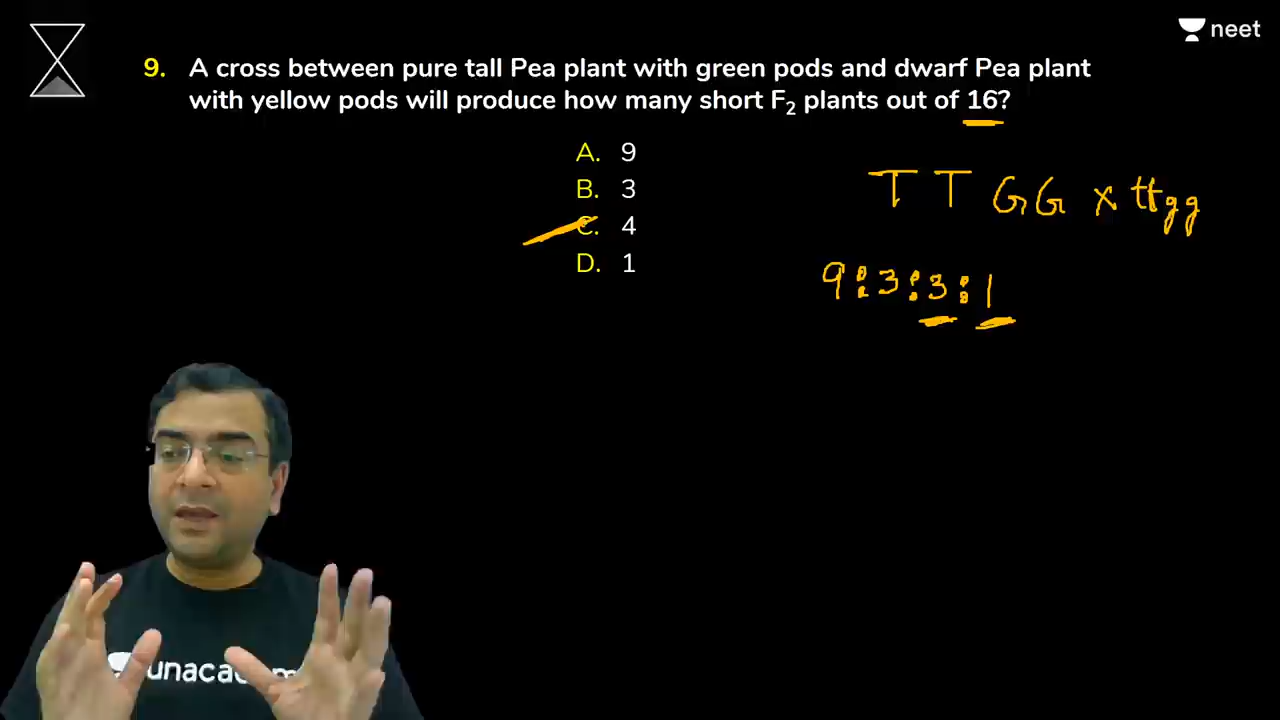 neet
9. A cross between pure tall Pea plant with green pods and dwarf Pea plant
with yellow pods will produce how many short F₂ plants out of 16?
A. 9
B. 3
C. 4
D. 1
T T G G x tt gg
9 : 3 : 3 : 1